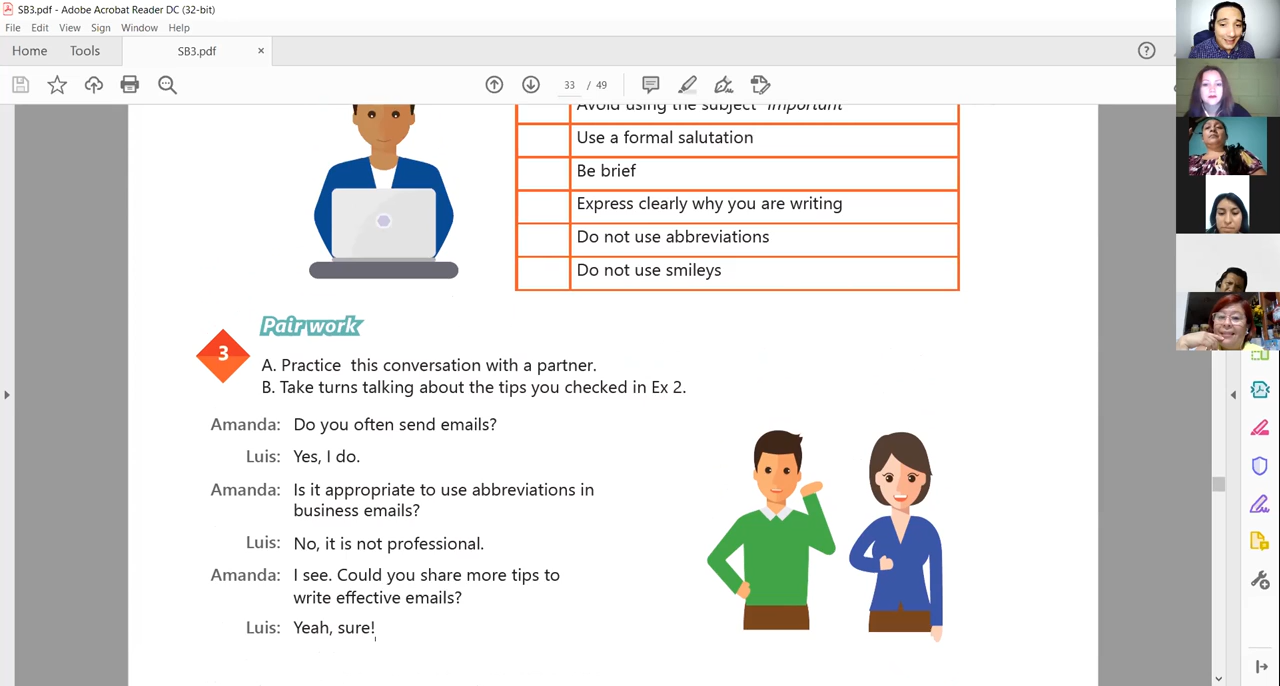 SB3.pdf - Adobe Acrobat Reader DC (32-bit)
File Edit View Sign Window Help
Home Tools SB3.pdf ×
33 / 49
Avoid using the subject "important"
Use a formal salutation
Be brief
Express clearly why you are writing
Do not use abbreviations
Do not use smileys
Pair work
3
A. Practice this conversation with a partner.
B. Take turns talking about the tips you checked in Ex 2.
Amanda: Do you often send emails?
Luis: Yes, I do.
Amanda: Is it appropriate to use abbreviations in
business emails?
Luis: No, it is not professional.
Amanda: I see. Could you share more tips to
write effective emails?
Luis: Yeah, sure!